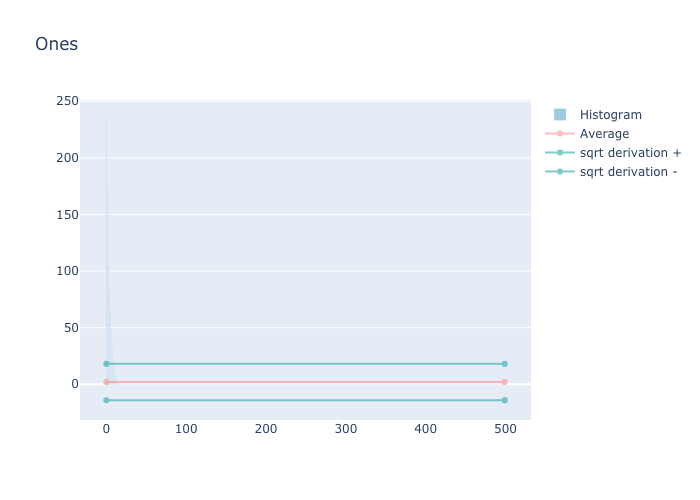 Ones
250
200
150
100
50
0
0 100 200 300 400 500
Histogram
Average
sqrt derivation +
sqrt derivation -